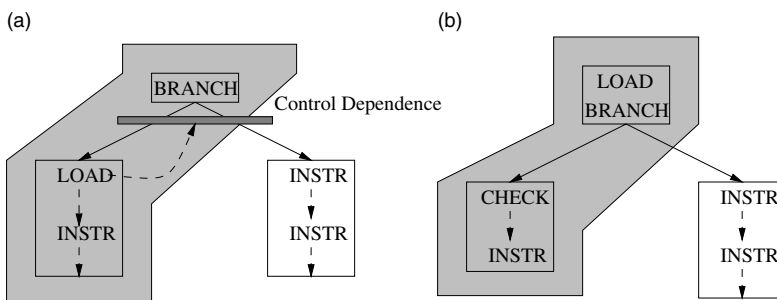 (a)
BRANCH
Control Dependence
LOAD
INSTR
INSTR
INSTR
(b)
LOAD
BRANCH
CHECK
INSTR
INSTR
INSTR